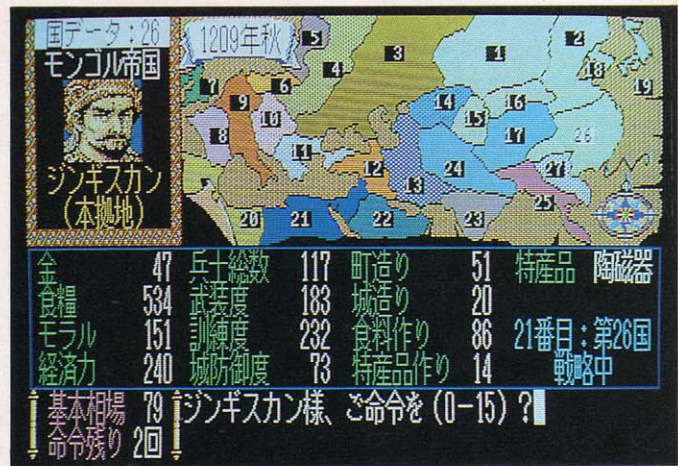 国データ:26
モンゴル帝国
ジンギスカン
(本拠地)
1209年秋
5
3
1
2
4
18
19
7
6
9
14
16
8
10
15
17
26
11
12
24
27
13
25
20
21
22
23
金 47 兵士総数 117 町造り 51 特産品 陶磁器
食糧 534 武装度 183 城造り 20
モラル 151 訓練度 232 食料作り 86 21番目:第26国
経済力 240 城防御度 73 特産品作り 14 戦略中
基本相場 79 ジンギスカン様、ご命令を(0-15)?
命令残り 2回